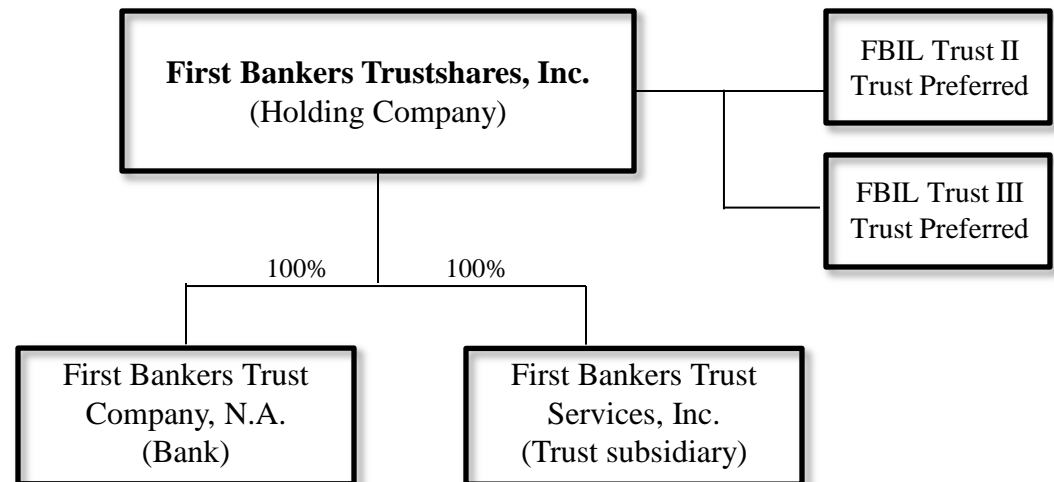 First Bankers Trustshares, Inc.
(Holding Company)
FBIL Trust II
Trust Preferred
FBIL Trust III
Trust Preferred
100%
100%
First Bankers Trust
Company, N.A.
(Bank)
First Bankers Trust
Services, Inc.
(Trust subsidiary)